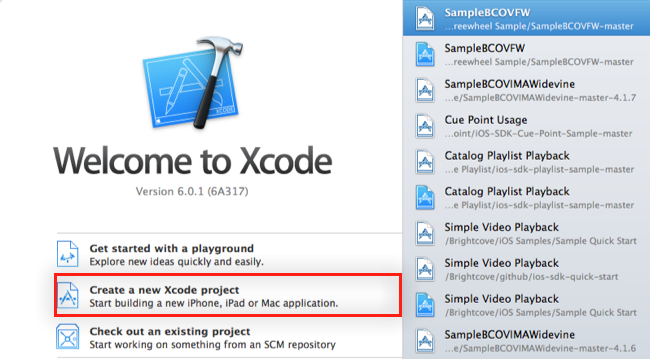 XCODE
Welcome to Xcode
Version 6.0.1 (6A317)
Get started with a playground
Explore new ideas quickly and easily.
Create a new Xcode project
Start building a new iPhone, iPad or Mac application.
Check out an existing project
Start working on something from an SCM repository
SampleBCOVFW
...reewheel Sample/SampleBCOVFW-master
SampleBCOVFW
...reewheel Sample/SampleBCOVFW-master
SampleBCOVIMAWidevine
...e/SampleBCOVIMAWidevine-master-4.1.7
Cue Point Usage
...oint/iOS-SDK-Cue-Point-Sample-master
Catalog Playlist Playback
...e Playlist/ios-sdk-playlist-sample-master
Catalog Playlist Playback
...e Playlist/ios-sdk-playlist-sample-master
Simple Video Playback
/Brightcove/iOS Samples/Sample Quick Start
Simple Video Playback
.../Brightcove/github/ios-sdk-quick-start
Simple Video Playback
/Brightcove/iOS Samples/Sample Quick Start
SampleBCOVIMAWidevine
...e/SampleBCOVIMAWidevine-master-4.1.6